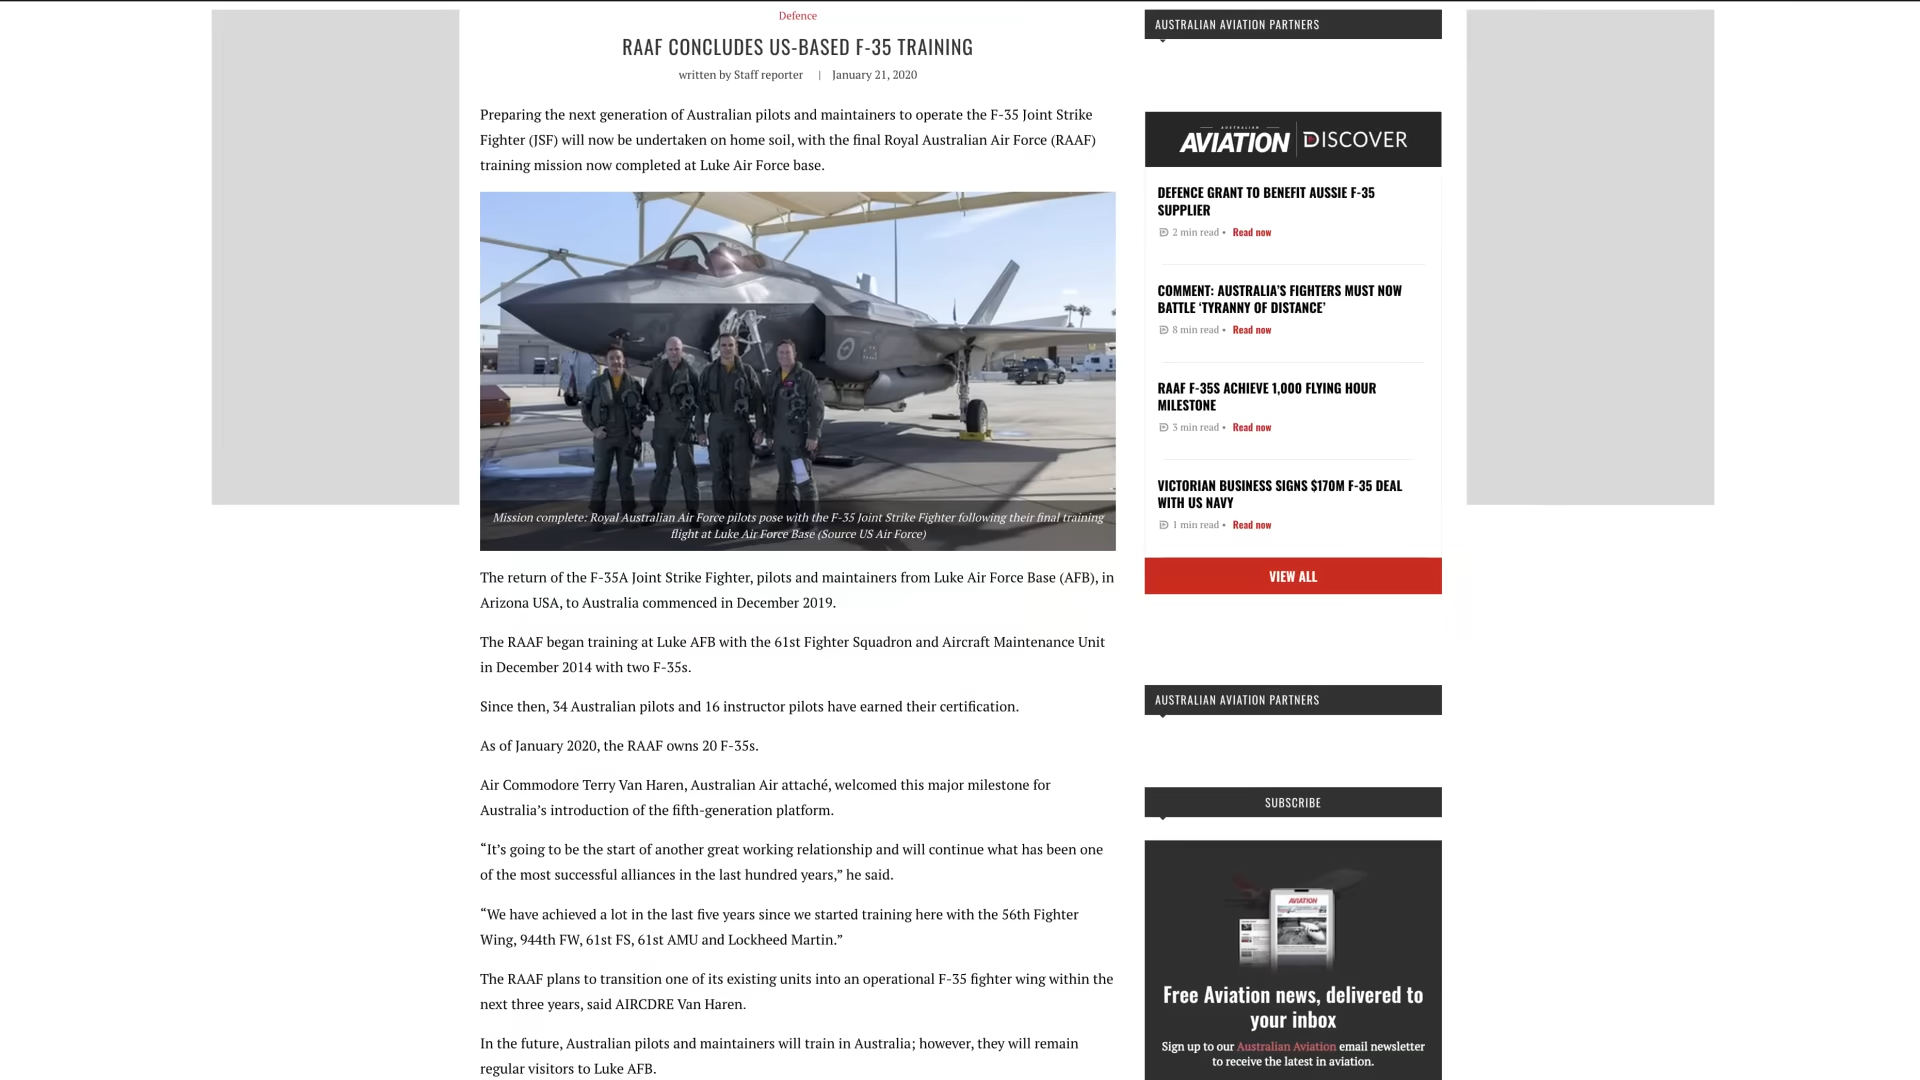 Defence
RAAF CONCLUDES US-BASED F-35 TRAINING
written by Staff reporter | January 21, 2020
Preparing the next generation of Australian pilots and maintainers to operate the F-35 Joint Strike
Fighter (JSF) will now be undertaken on home soil, with the final Royal Australian Air Force (RAAF)
training mission now completed at Luke Air Force base.
Mission complete: Royal Australian Air Force pilots pose with the F-35 Joint Strike Fighter following their final training
flight at Luke Air Force Base (Source US Air Force)
The return of the F-35A Joint Strike Fighter, pilots and maintainers from Luke Air Force Base (AFB), in
Arizona USA, to Australia commenced in December 2019.
The RAAF began training at Luke AFB with the 61st Fighter Squadron and Aircraft Maintenance Unit
in December 2014 with two F-35s.
Since then, 34 Australian pilots and 16 instructor pilots have earned their certification.
As of January 2020, the RAAF owns 20 F-35s.
Air Commodore Terry Van Haren, Australian Air attaché, welcomed this major milestone for
Australia’s introduction of the fifth-generation platform.
“It’s going to be the start of another great working relationship and will continue what has been one
of the most successful alliances in the last hundred years,” he said.
“We have achieved a lot in the last five years since we started training here with the 56th Fighter
Wing, 944th FW, 61st FS, 61st AMU and Lockheed Martin.”
The RAAF plans to transition one of its existing units into an operational F-35 fighter wing within the
next three years, said AIRCDRE Van Haren.
In the future, Australian pilots and maintainers will train in Australia; however, they will remain
regular visitors to Luke AFB.
AUSTRALIAN AVIATION PARTNERS
AUSTRALIAN
AVIATION DISCOVER
DEFENCE GRANT TO BENEFIT AUSSIE F-35
SUPPLIER
2 min read • Read now
COMMENT: AUSTRALIA’S FIGHTERS MUST NOW
BATTLE ‘TYRANNY OF DISTANCE’
8 min read • Read now
RAAF F-35S ACHIEVE 1,000 FLYING HOUR
MILESTONE
3 min read • Read now
VICTORIAN BUSINESS SIGNS $170M F-35 DEAL
WITH US NAVY
1 min read • Read now
VIEW ALL
AUSTRALIAN AVIATION PARTNERS
SUBSCRIBE
AVIATION
Free Aviation news, delivered to
your inbox
Sign up to our Australian Aviation email newsletter
to receive the latest in aviation.